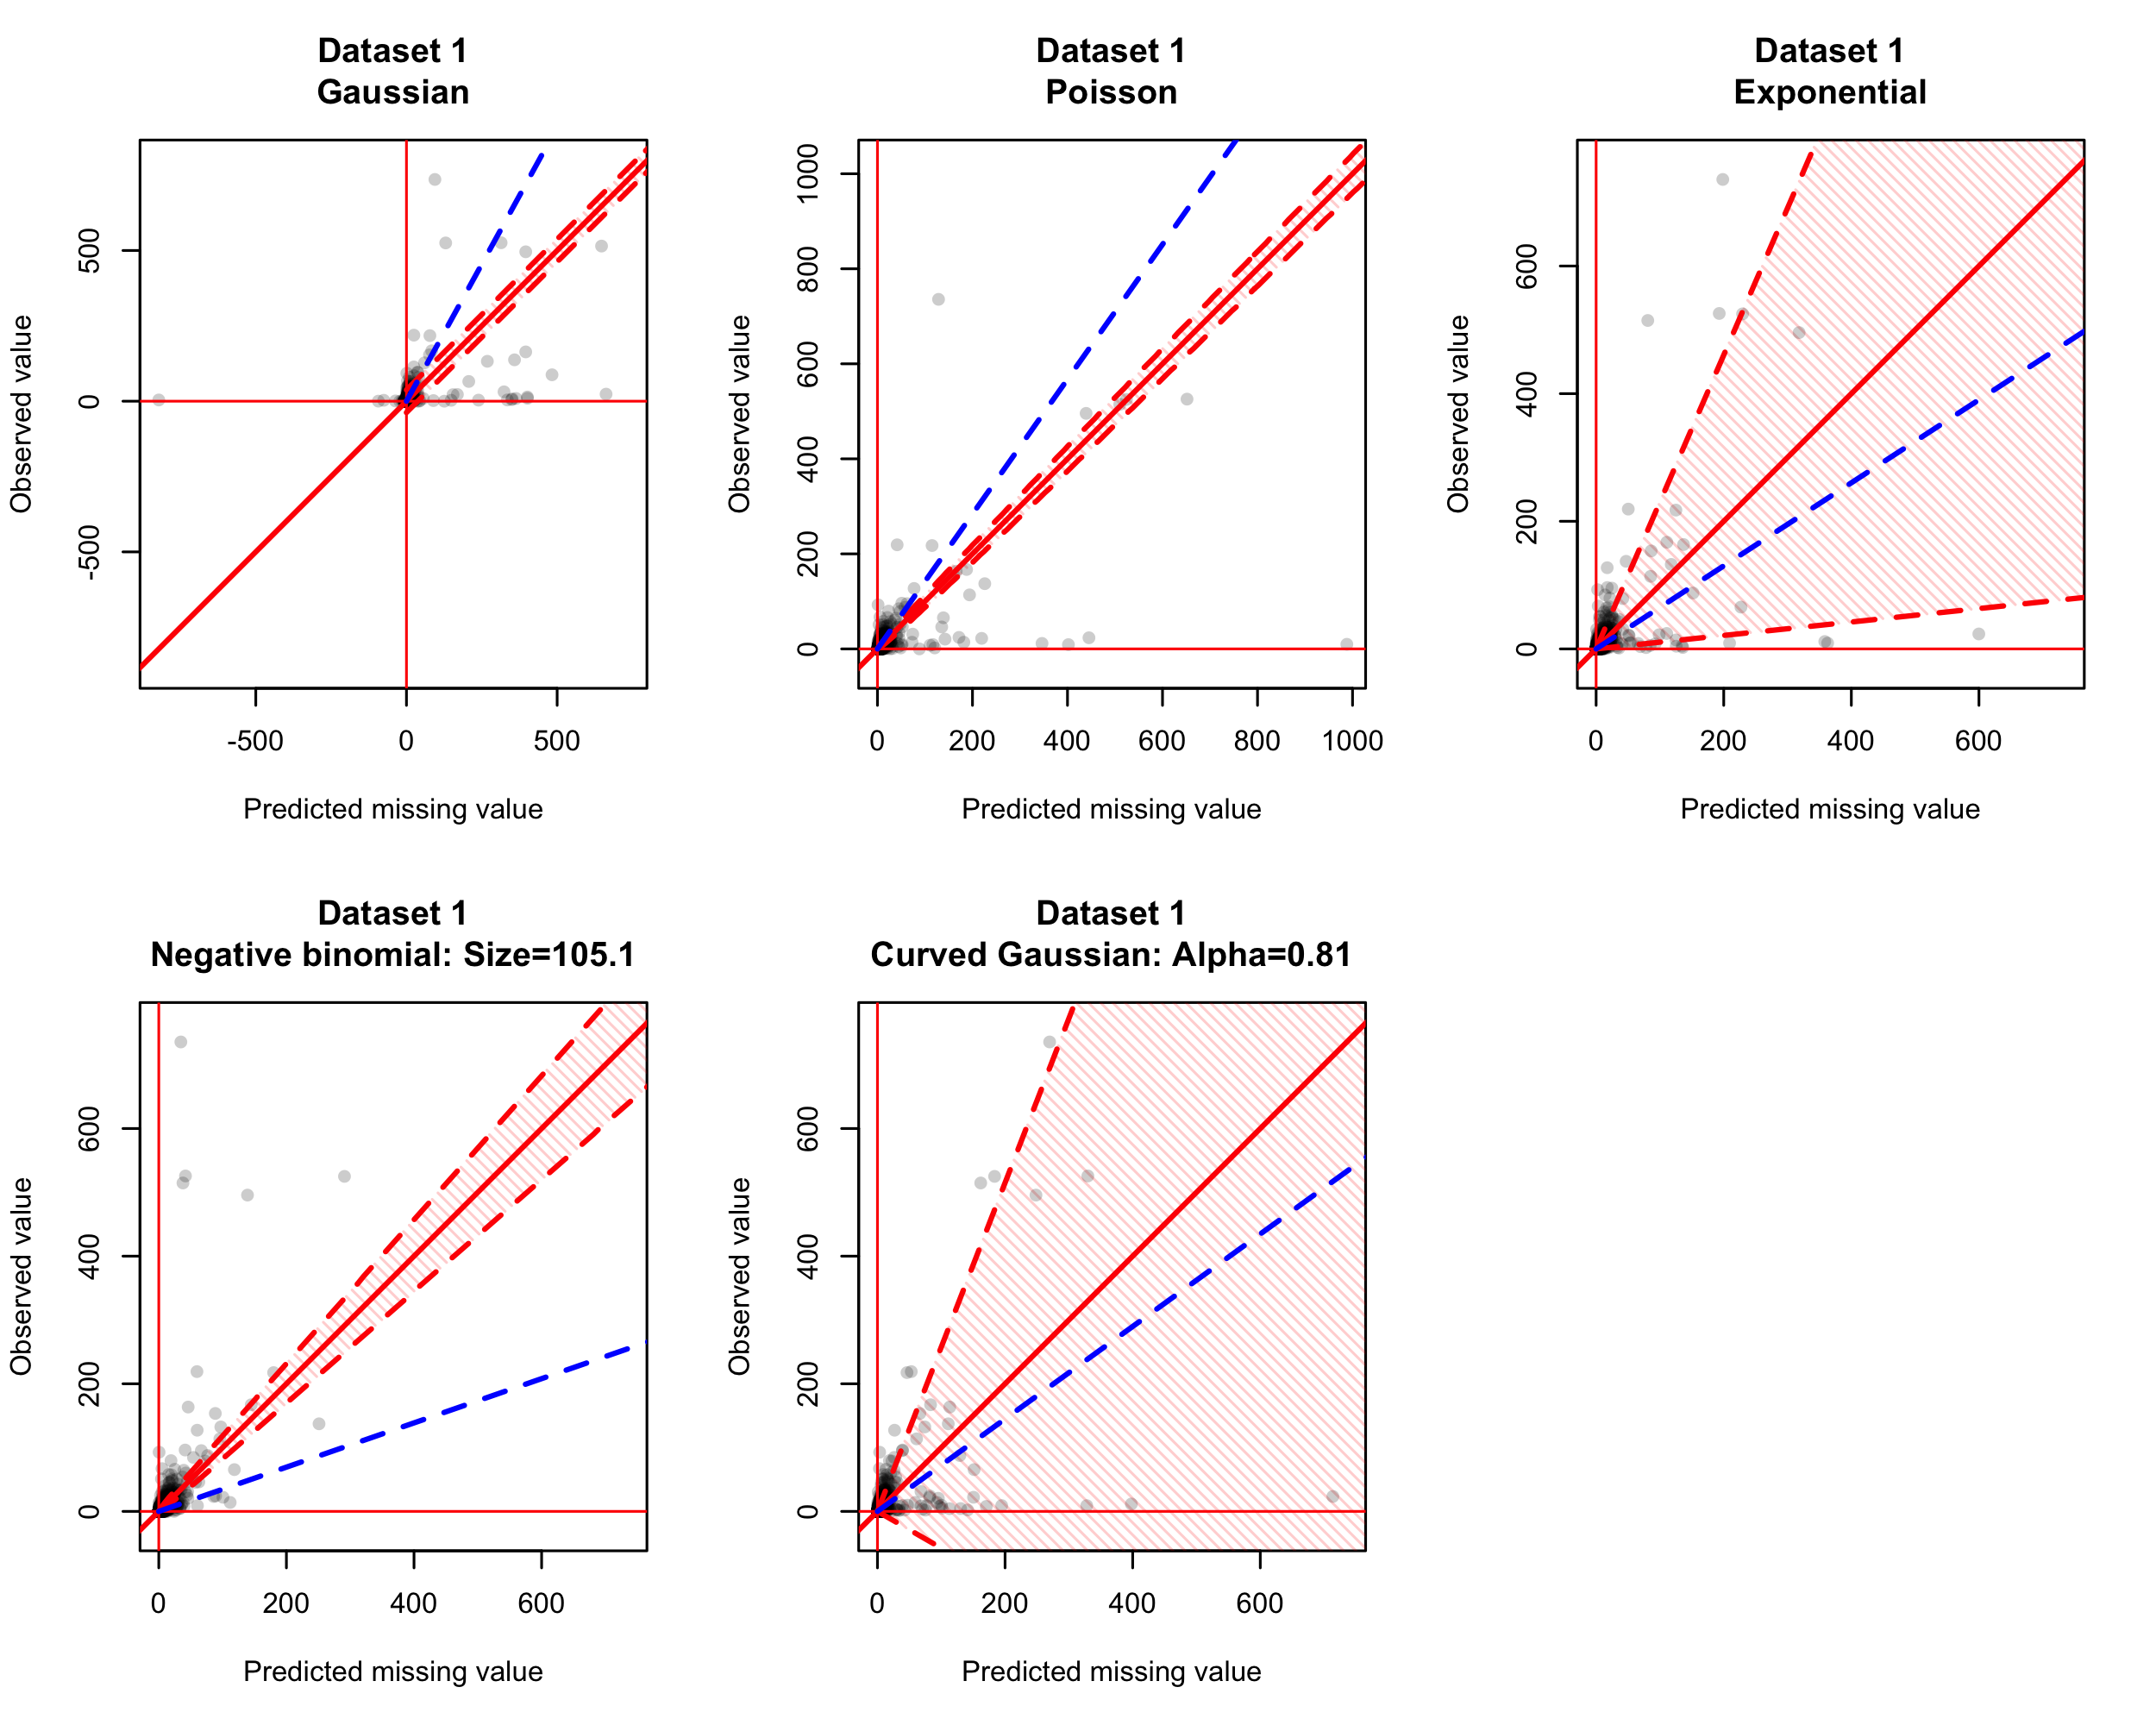 Dataset 1
Gaussian
Observed value
500
0
-500
-500 0 500
Predicted missing value
Dataset 1
Poisson
Observed value
1000
800
600
400
200
0
0 200 400 600 800 1000
Predicted missing value
Dataset 1
Exponential
Observed value
600
400
200
0
0 200 400 600
Predicted missing value
Dataset 1
Negative binomial: Size=105.1
Observed value
600
400
200
0
0 200 400 600
Predicted missing value
Dataset 1
Curved Gaussian: Alpha=0.81
Observed value
600
400
200
0
0 200 400 600
Predicted missing value